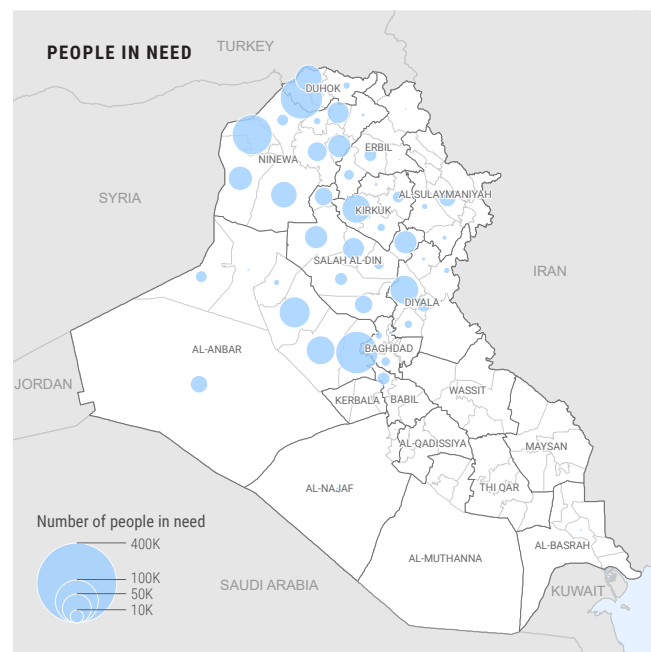 TURKEY
PEOPLE IN NEED
DUHOK
ERBIL
NINEWA
SYRIA
AL-SULAYMANIYAH
KIRKUK
SALAH AL-DIN
IRAN
DIYALA
AL-ANBAR
BAGHDAD
JORDAN
WASSIT
KERBALA
BABIL
AL-QADISSIYA
MAYSAN
AL-NAJAF
THI QAR
Number of people in need
400K
AL-BASRAH
AL-MUTHANNA
100K
SAUDI ARABIA
KUWAIT
50K
10K